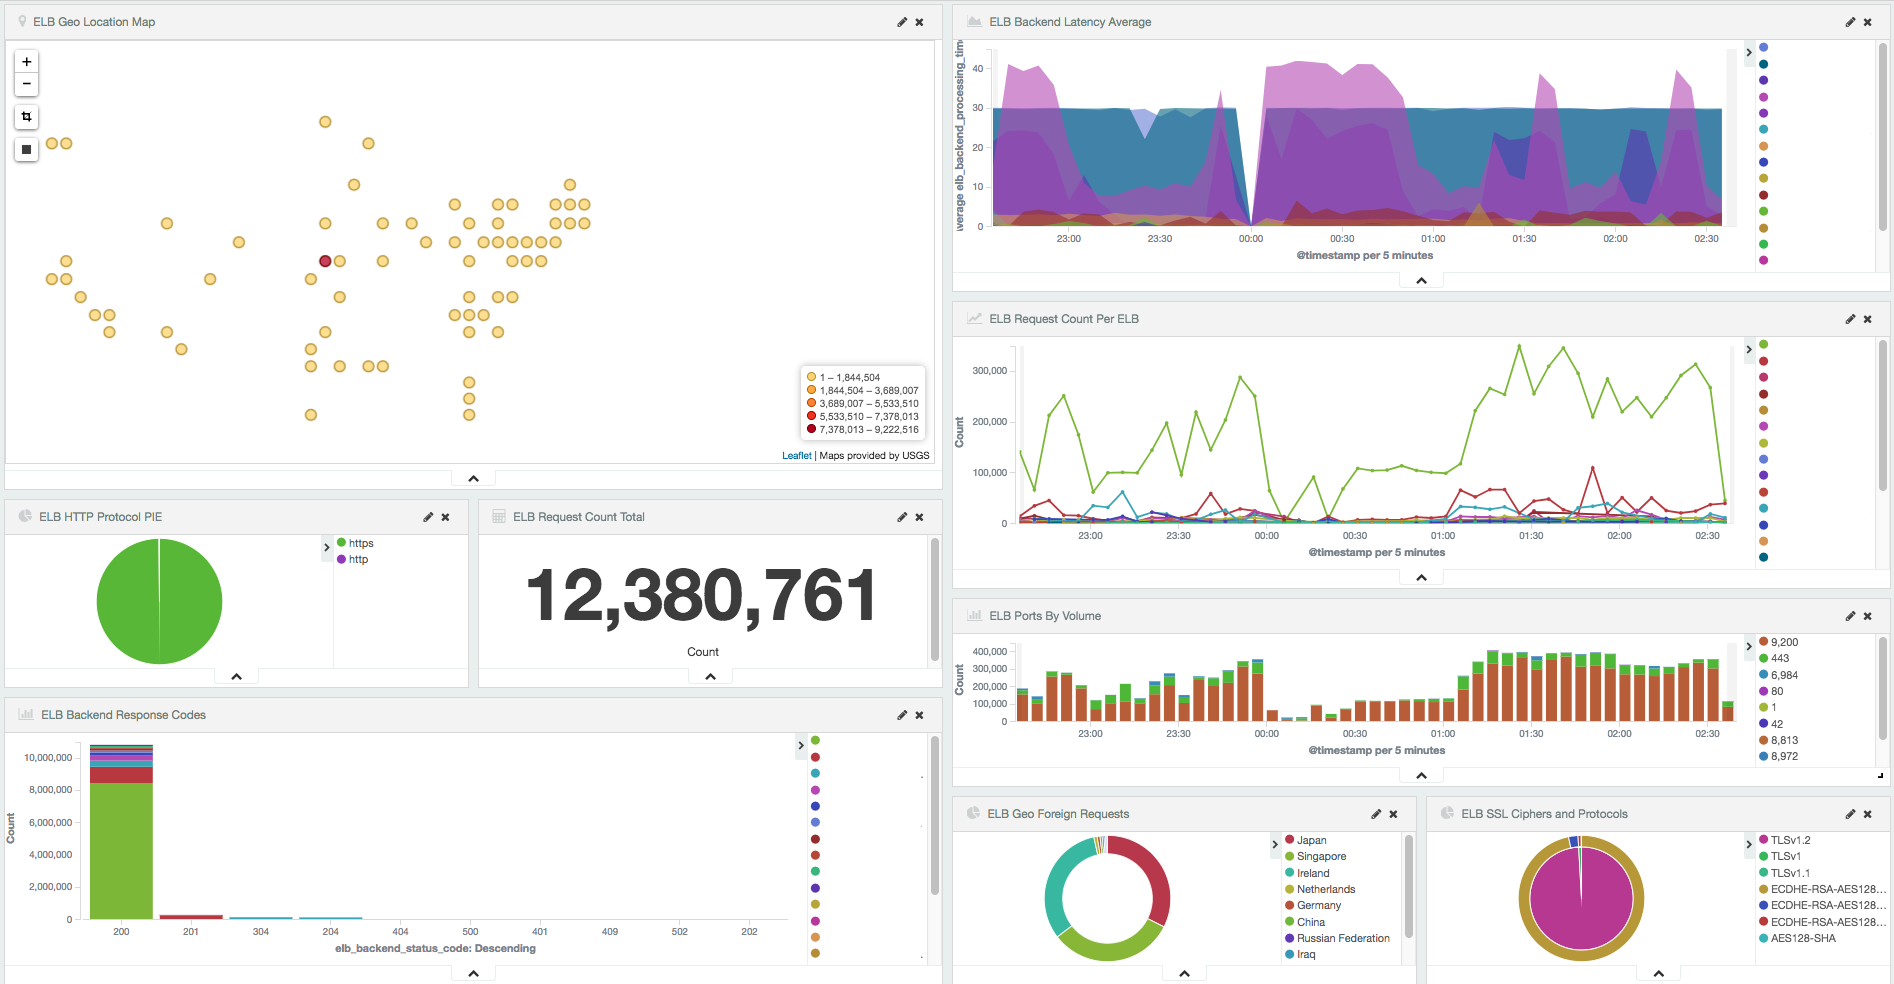 ELB Geo Location Map
+
−
1 – 1,844,504
1,844,504 – 3,689,007
3,689,007 – 5,533,510
5,533,510 – 7,378,013
7,378,013 – 9,222,516
Leaflet | Maps provided by USGS
ELB HTTP Protocol PIE
https
http
ELB Request Count Total
12,380,761
Count
ELB Backend Response Codes
Count
10,000,000
8,000,000
6,000,000
4,000,000
2,000,000
0
200 201 304 204 404 500 401 409 502 202
elb_backend_status_code: Descending
ELB Backend Latency Average
average elb_backend_processing_time
40
30
20
10
0
23:00 23:30 00:00 00:30 01:00 01:30 02:00 02:30
@timestamp per 5 minutes
ELB Request Count Per ELB
Count
300,000
200,000
100,000
0
23:00 23:30 00:00 00:30 01:00 01:30 02:00 02:30
@timestamp per 5 minutes
ELB Ports By Volume
Count
400,000
300,000
200,000
100,000
0
23:00 23:30 00:00 00:30 01:00 01:30 02:00 02:30
@timestamp per 5 minutes
9,200
443
6,984
80
1
42
8,813
8,972
ELB Geo Foreign Requests
Japan
Singapore
Ireland
Netherlands
Germany
China
Russian Federation
Iraq
ELB SSL Ciphers and Protocols
TLSv1.2
TLSv1
TLSv1.1
ECDHE-RSA-AES128...
ECDHE-RSA-AES128...
ECDHE-RSA-AES128...
AES128-SHA